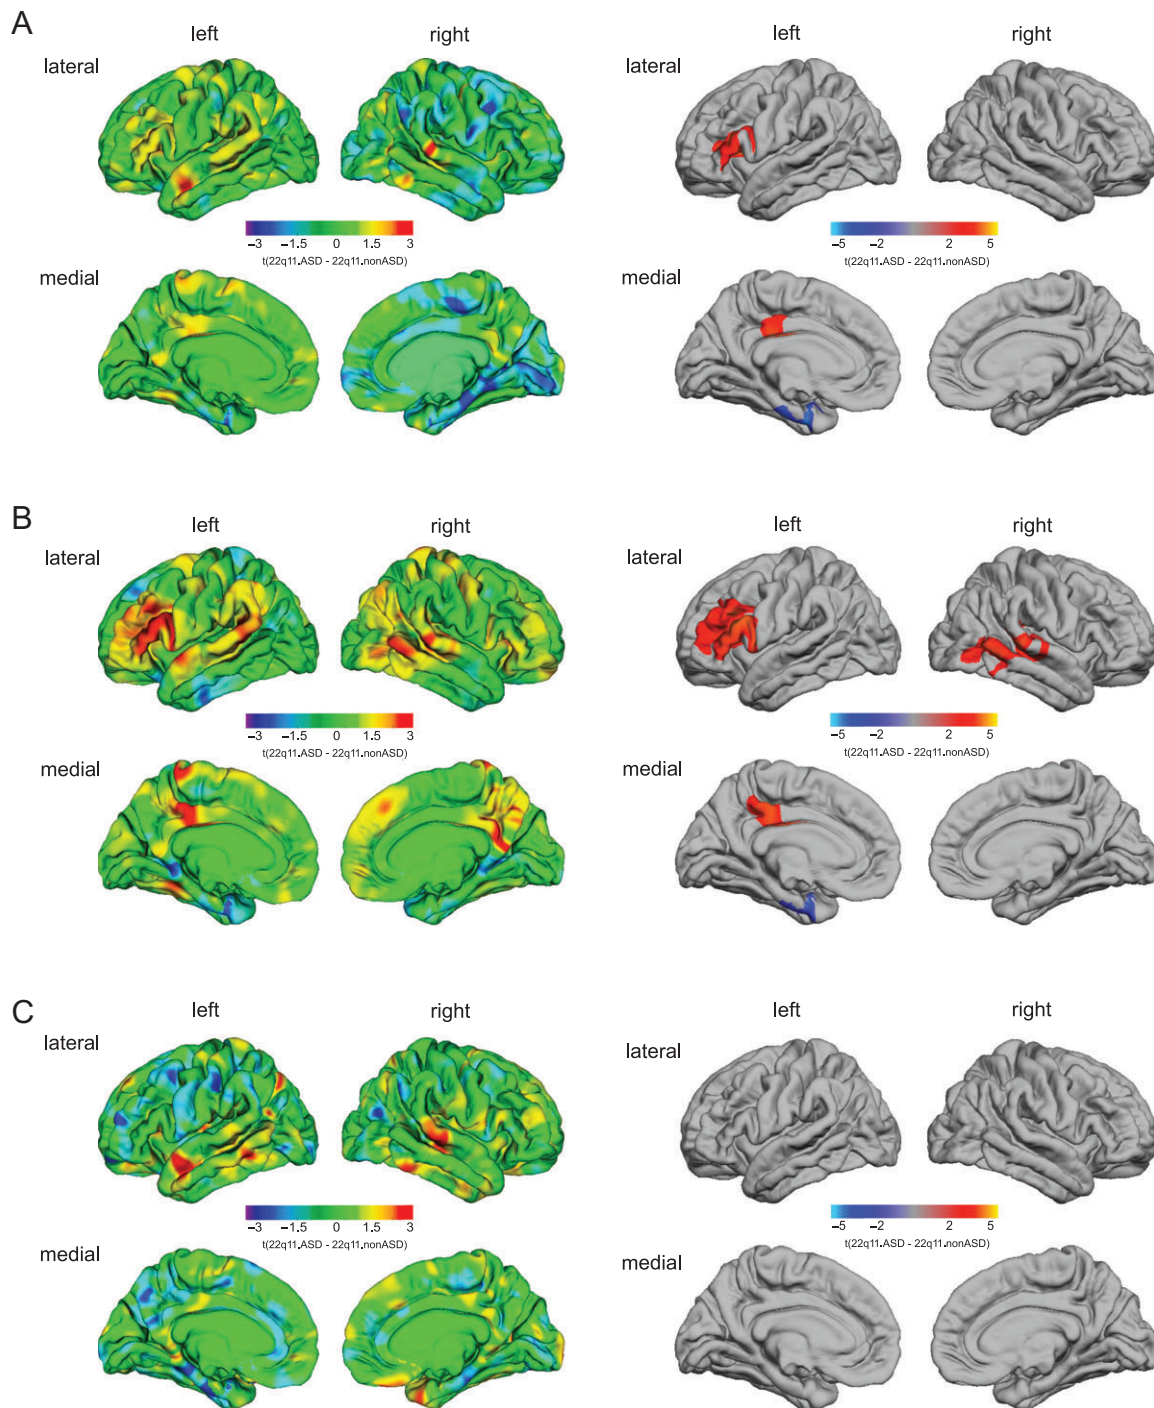 A
left right
lateral
−3 −1.5 0 1.5 3
t(22q11.ASD - 22q11.nonASD)
medial
left right
lateral
−5 −2 2 5
t(22q11.ASD - 22q11.nonASD)
medial
B
left right
lateral
−3 −1.5 0 1.5 3
t(22q11.ASD - 22q11.nonASD)
medial
left right
lateral
−5 −2 2 5
t(22q11.ASD - 22q11.nonASD)
medial
C
left right
lateral
−3 −1.5 0 1.5 3
t(22q11.ASD - 22q11.nonASD)
medial
left right
lateral
−5 −2 2 5
t(22q11.ASD - 22q11.nonASD)
medial